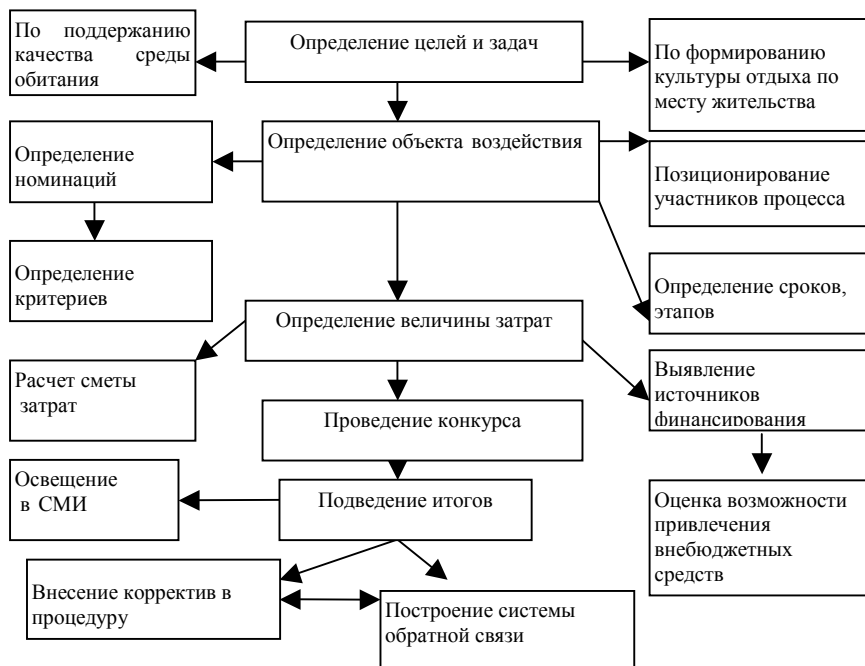 По поддержанию
качества среды
обитания
Определение целей и задач
По формированию
культуры отдыха по
месту жительства
Определение
номинаций
Определение объекта воздействия
Позиционирование
участников процесса
Определение
критериев
Определение сроков,
этапов
Определение величины затрат
Расчет сметы
затрат
Выявление
источников
финансирования
Проведение конкурса
Освещение
в СМИ
Подведение итогов
Оценка возможности
привлечения
внебюджетных
средств
Внесение корректив в
процедуру
Построение системы
обратной связи